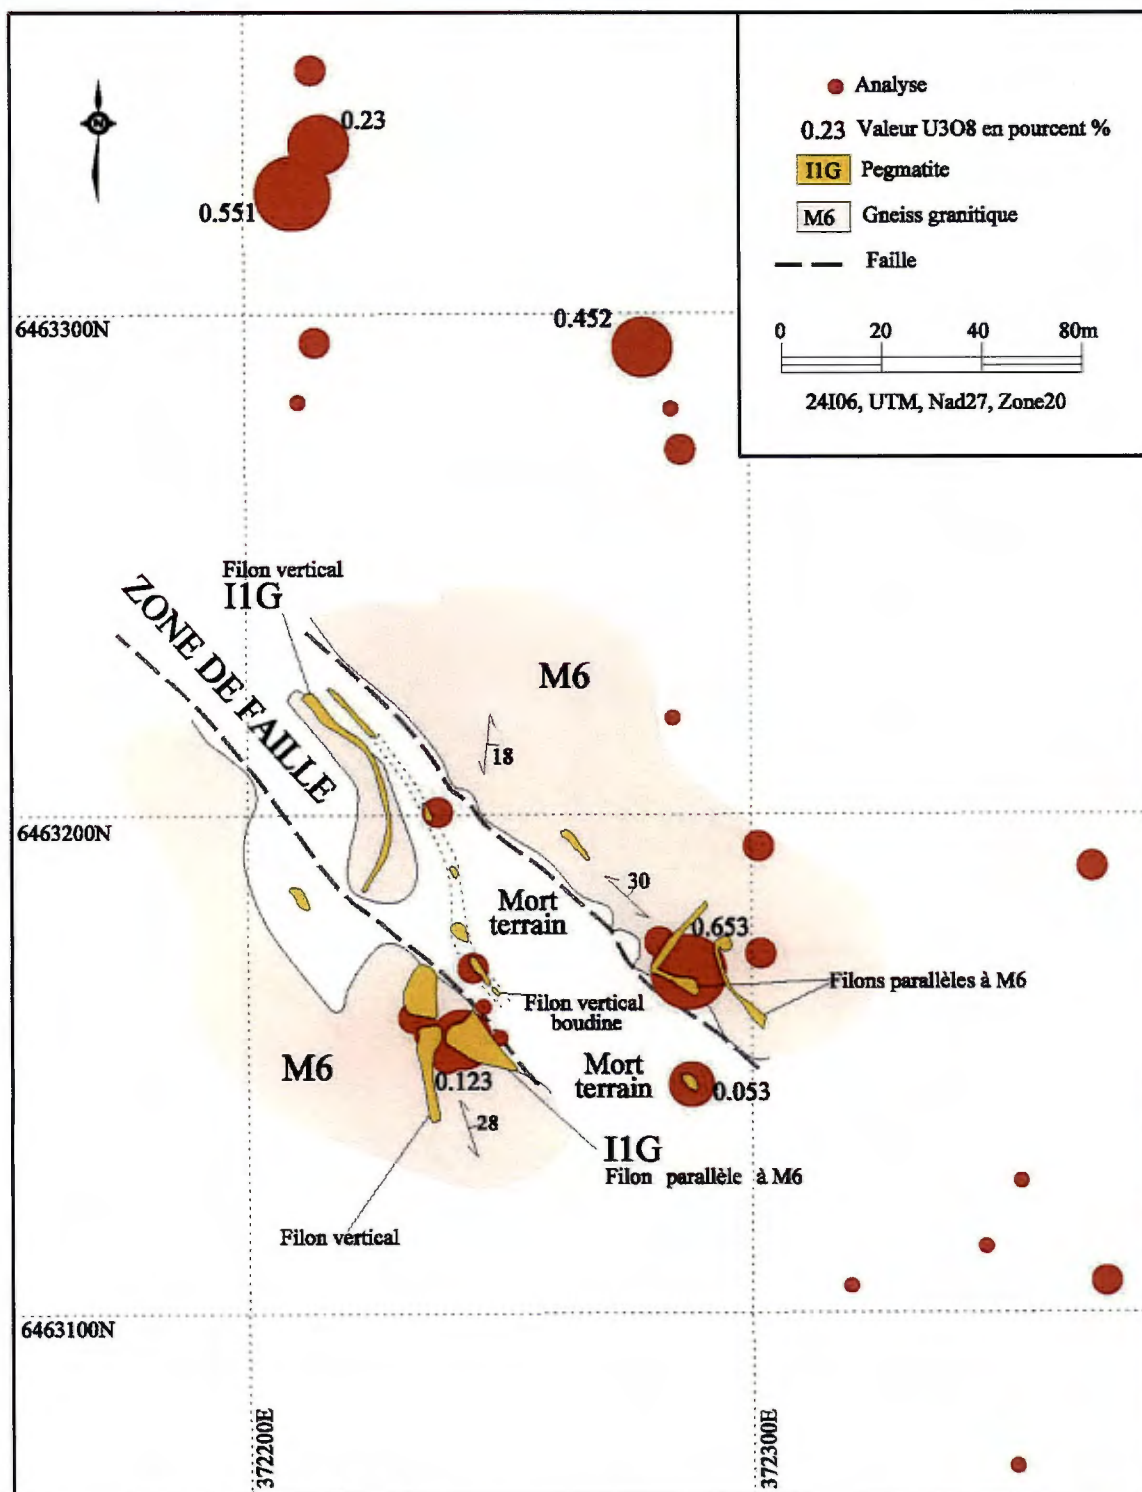 N
0.23
0.551
Analyse
0.23 Valeur U3O8 en pourcent %
I1G Pegmatite
M6 Gneiss granitique
Faille
0 20 40 80m
24I06, UTM, Nad27, Zone20
6463300N
0.452
Filon vertical
I1G
ZONE DE FAILLE
M6
18
6463200N
30
Mort
terrain
0.653
Filons parallèles à M6
Filon vertical
boudine
M6
Mort
terrain
0.123
0.053
28
I1G
Filon parallèle à M6
Filon vertical
6463100N
372200E
372300E